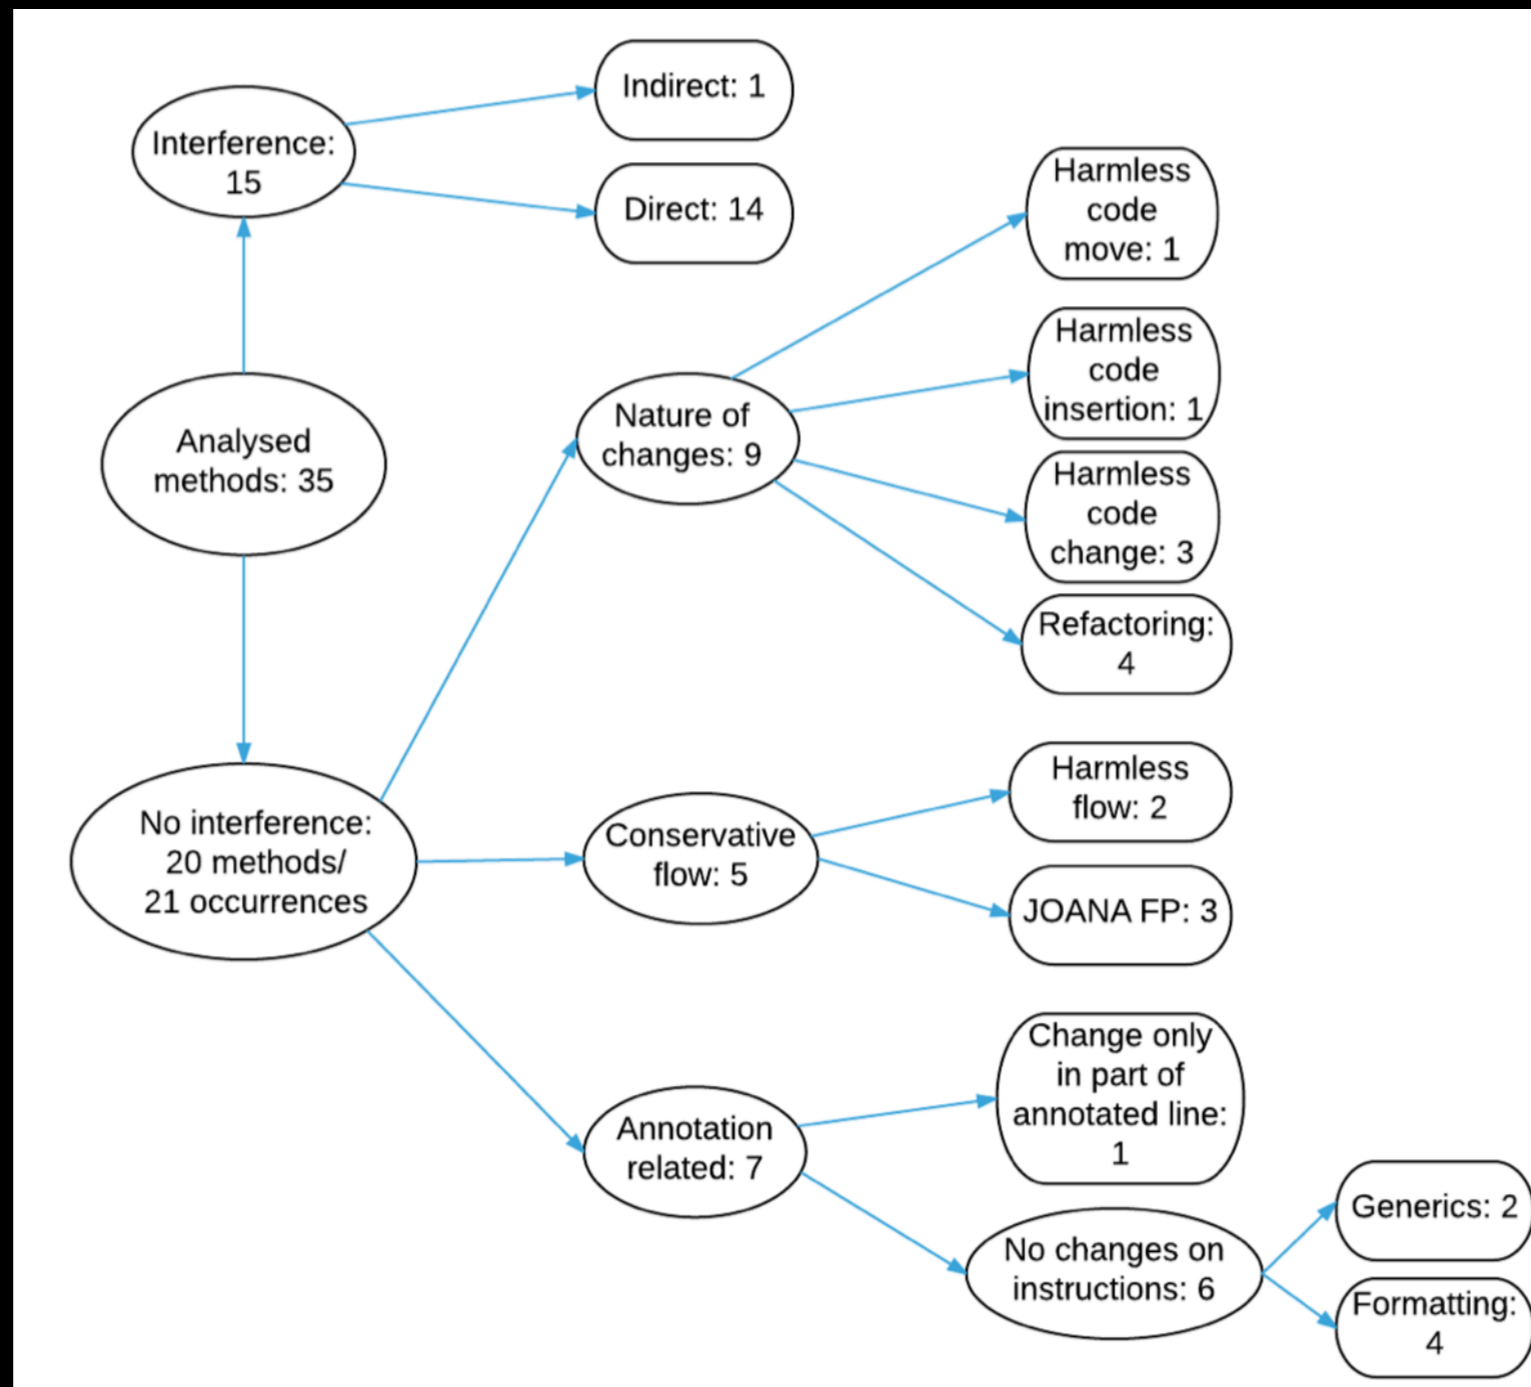 Indirect: 1
Interference:
15
Direct: 14
Harmless
code
move: 1
Harmless
code
insertion: 1
Analysed
methods: 35
Nature of
changes: 9
Harmless
code
change: 3
Refactoring:
4
No interference:
20 methods/
21 occurrences
Conservative
flow: 5
Harmless
flow: 2
JOANA FP: 3
Annotation
related: 7
Change only
in part of
annotated line:
1
No changes on
instructions: 6
Generics: 2
Formatting:
4